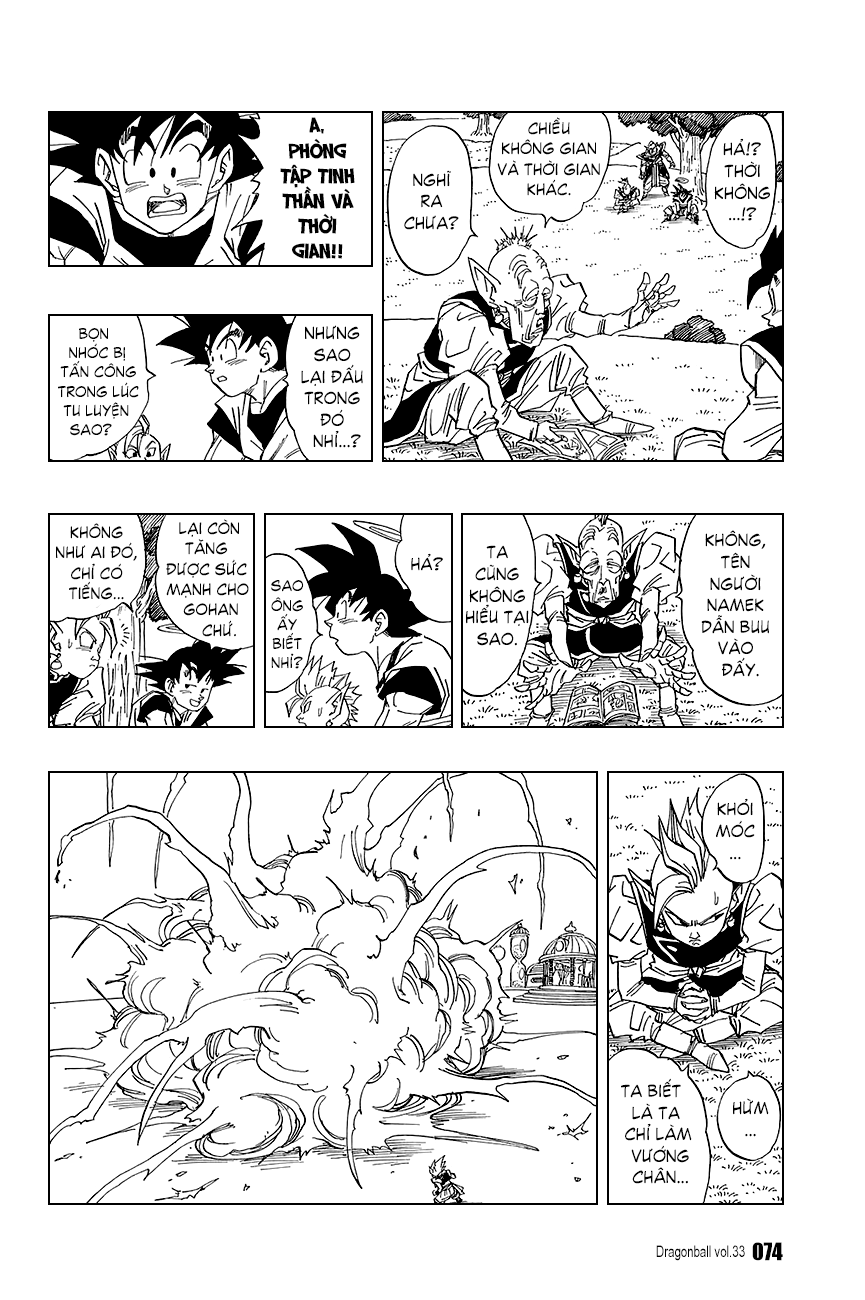 HẢ!?
THỜI
KHÔNG
...!?
CHIỀU
KHÔNG GIAN
VÀ THỜI GIAN
KHÁC.
NGHĨ
RA
CHƯA?
A,
PHÒNG
TẬP TINH
THẦN VÀ
THỜI
GIAN!!
NHƯNG
SAO
LẠI ĐẤU
TRONG
ĐÓ
NHỈ...?
BỌN
NHÓC BỊ
TẤN CÔNG
TRONG LÚC
TU LUYỆN
SAO?
KHÔNG,
TÊN
NGƯỜI
NAMEK
DẪN BUU
VÀO
ĐẤY.
TA
CŨNG
KHÔNG
HIỂU TẠI
SAO.
HẢ?
SAO
ÔNG
ẤY
BIẾT
NHỈ?
LẠI CÒN
TĂNG
ĐƯỢC SỨC
MẠNH CHO
GOHAN
CHỨ.
KHÔNG
NHƯ AI ĐÓ,
CHỈ CÓ
TIẾNG...
KHỎI
MÓC
...
HỪM
...
TA BIẾT
LÀ TA
CHỈ LÀM
VƯỚNG
CHÂN...
Dragonball vol.33 074